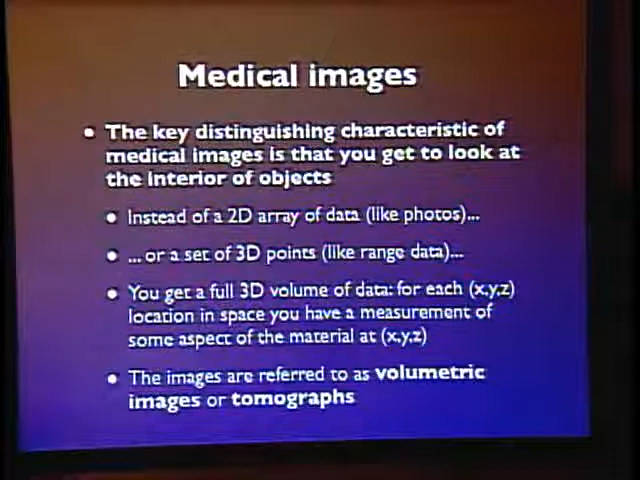 Medical images
• The key distinguishing characteristic of
medical images is that you get to look at
the interior of objects
• Instead of a 2D array of data (like photos)...
• ... or a set of 3D points (like range data)...
• You get a full 3D volume of data: for each (x,y,z)
location in space you have a measurement of
some aspect of the material at (x,y,z)
• The images are referred to as volumetric
images or tomographs